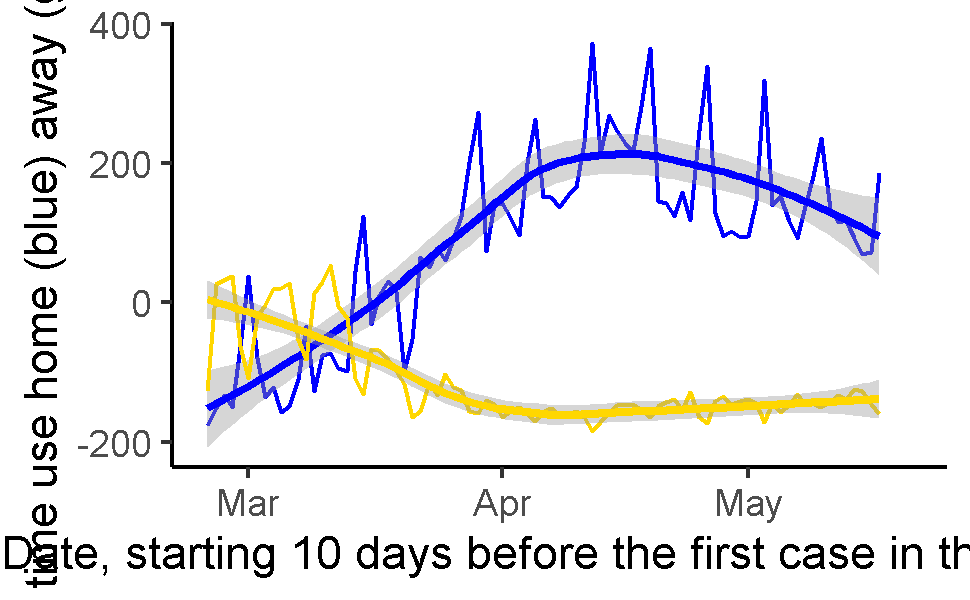 time use home (blue) away (
400
200
0
-200
Mar Apr May
Date, starting 10 days before the first case in th